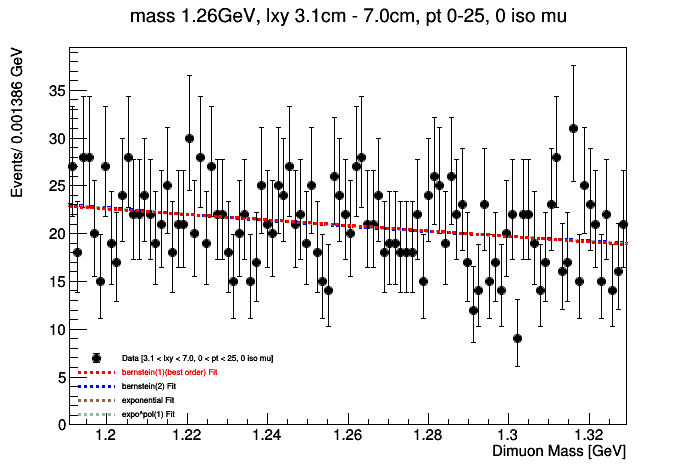 mass 1.26GeV, lxy 3.1cm - 7.0cm, pt 0-25, 0 iso mu
Events/ 0.001386 GeV
35
30
25
20
15
10
5
0
Data [3.1 < lxy < 7.0, 0 < pt < 25, 0 iso mu]
bernstein(1)(best order) Fit
bernstein(2) Fit
exponential Fit
expo^pol(1) Fit
1.2 1.22 1.24 1.26 1.28 1.3 1.32
Dimuon Mass [GeV]